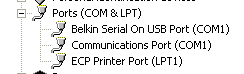 Ports (COM & LPT)
Belkin Serial On USB Port (COM1)
Communications Port (COM1)
ECP Printer Port (LPT1)